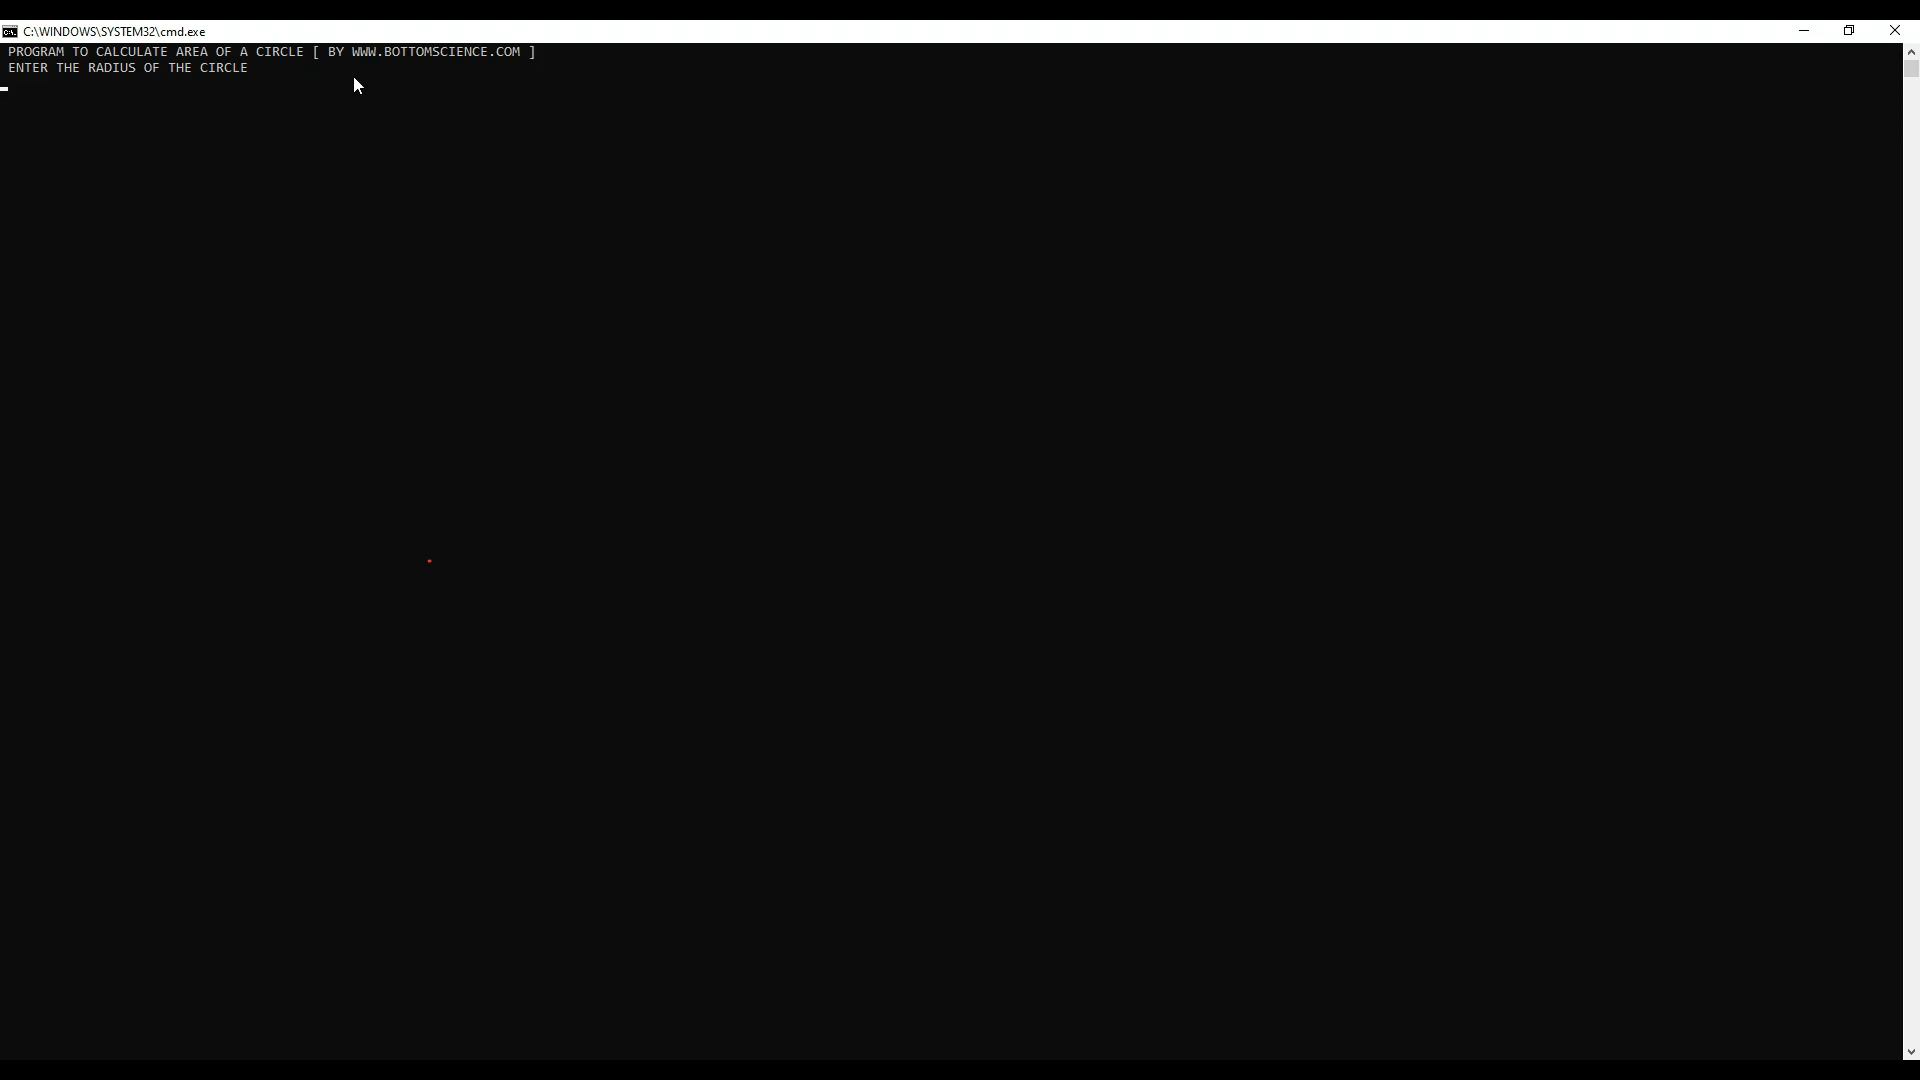 C:\WINDOWS\SYSTEM32\cmd.exe
PROGRAM TO CALCULATE AREA OF A CIRCLE [ BY WWW.BOTTOMSCIENCE.COM ]
ENTER THE RADIUS OF THE CIRCLE